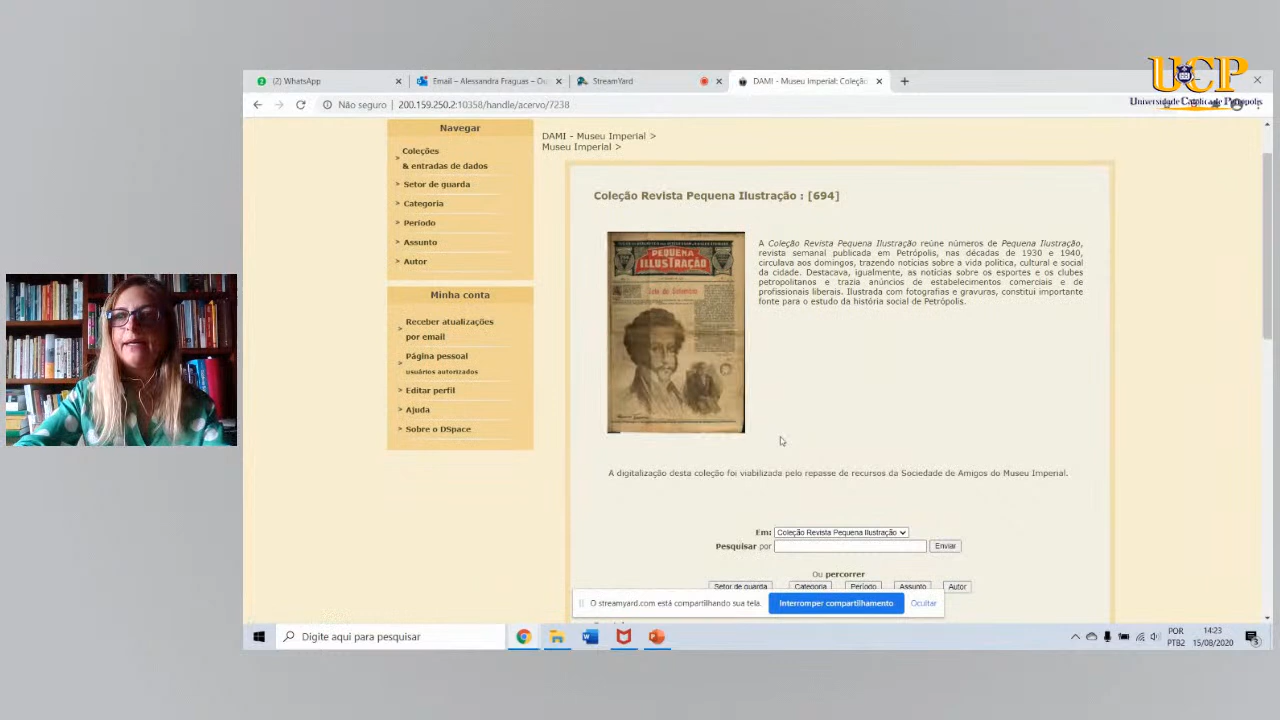 UCP
Universidade Católica de Petrópolis
(2) WhatsApp
Email – Alessandra Fraguas – Ou
StreamYard
DAMI - Museu Imperial: Coleçã
Não seguro
200.159.250.2:10358/handle/acervo/7238
Navegar
Coleções
& entradas de dados
Setor de guarda
Categoria
Período
Assunto
Autor
Minha conta
Receber atualizações
por email
Página pessoal
usuários autorizados
Editar perfil
Ajuda
Sobre o DSpace
DAMI - Museu Imperial >
Museu Imperial >
Coleção Revista Pequena Ilustração : [694]
PEQUENA
ILLUSTRAÇÃO
Sete de Setembro
A Coleção Revista Pequena Ilustração reúne números de Pequena Ilustração,
revista semanal publicada em Petrópolis, nas décadas de 1930 e 1940,
circulava aos domingos, trazendo notícias sobre a vida política, cultural e social
da cidade. Destacava, igualmente, as notícias sobre os esportes e os clubes
petropolitanos e trazia anúncios de estabelecimentos comerciais e de
profissionais liberais. Ilustrada com fotografias e gravuras, constitui importante
fonte para o estudo da história social de Petrópolis.
A digitalização desta coleção foi viabilizada pelo repasse de recursos da Sociedade de Amigos do Museu Imperial.
Em: Coleção Revista Pequena Ilustração
Pesquisar por
Enviar
Ou percorrer
Setor de guarda
Categoria
Período
Assunto
Autor
O streamyard.com está compartilhando sua tela.
Interromper compartilhamento
Ocultar
Digite aqui para pesquisar
POR
PTB2
14:23
15/08/2020